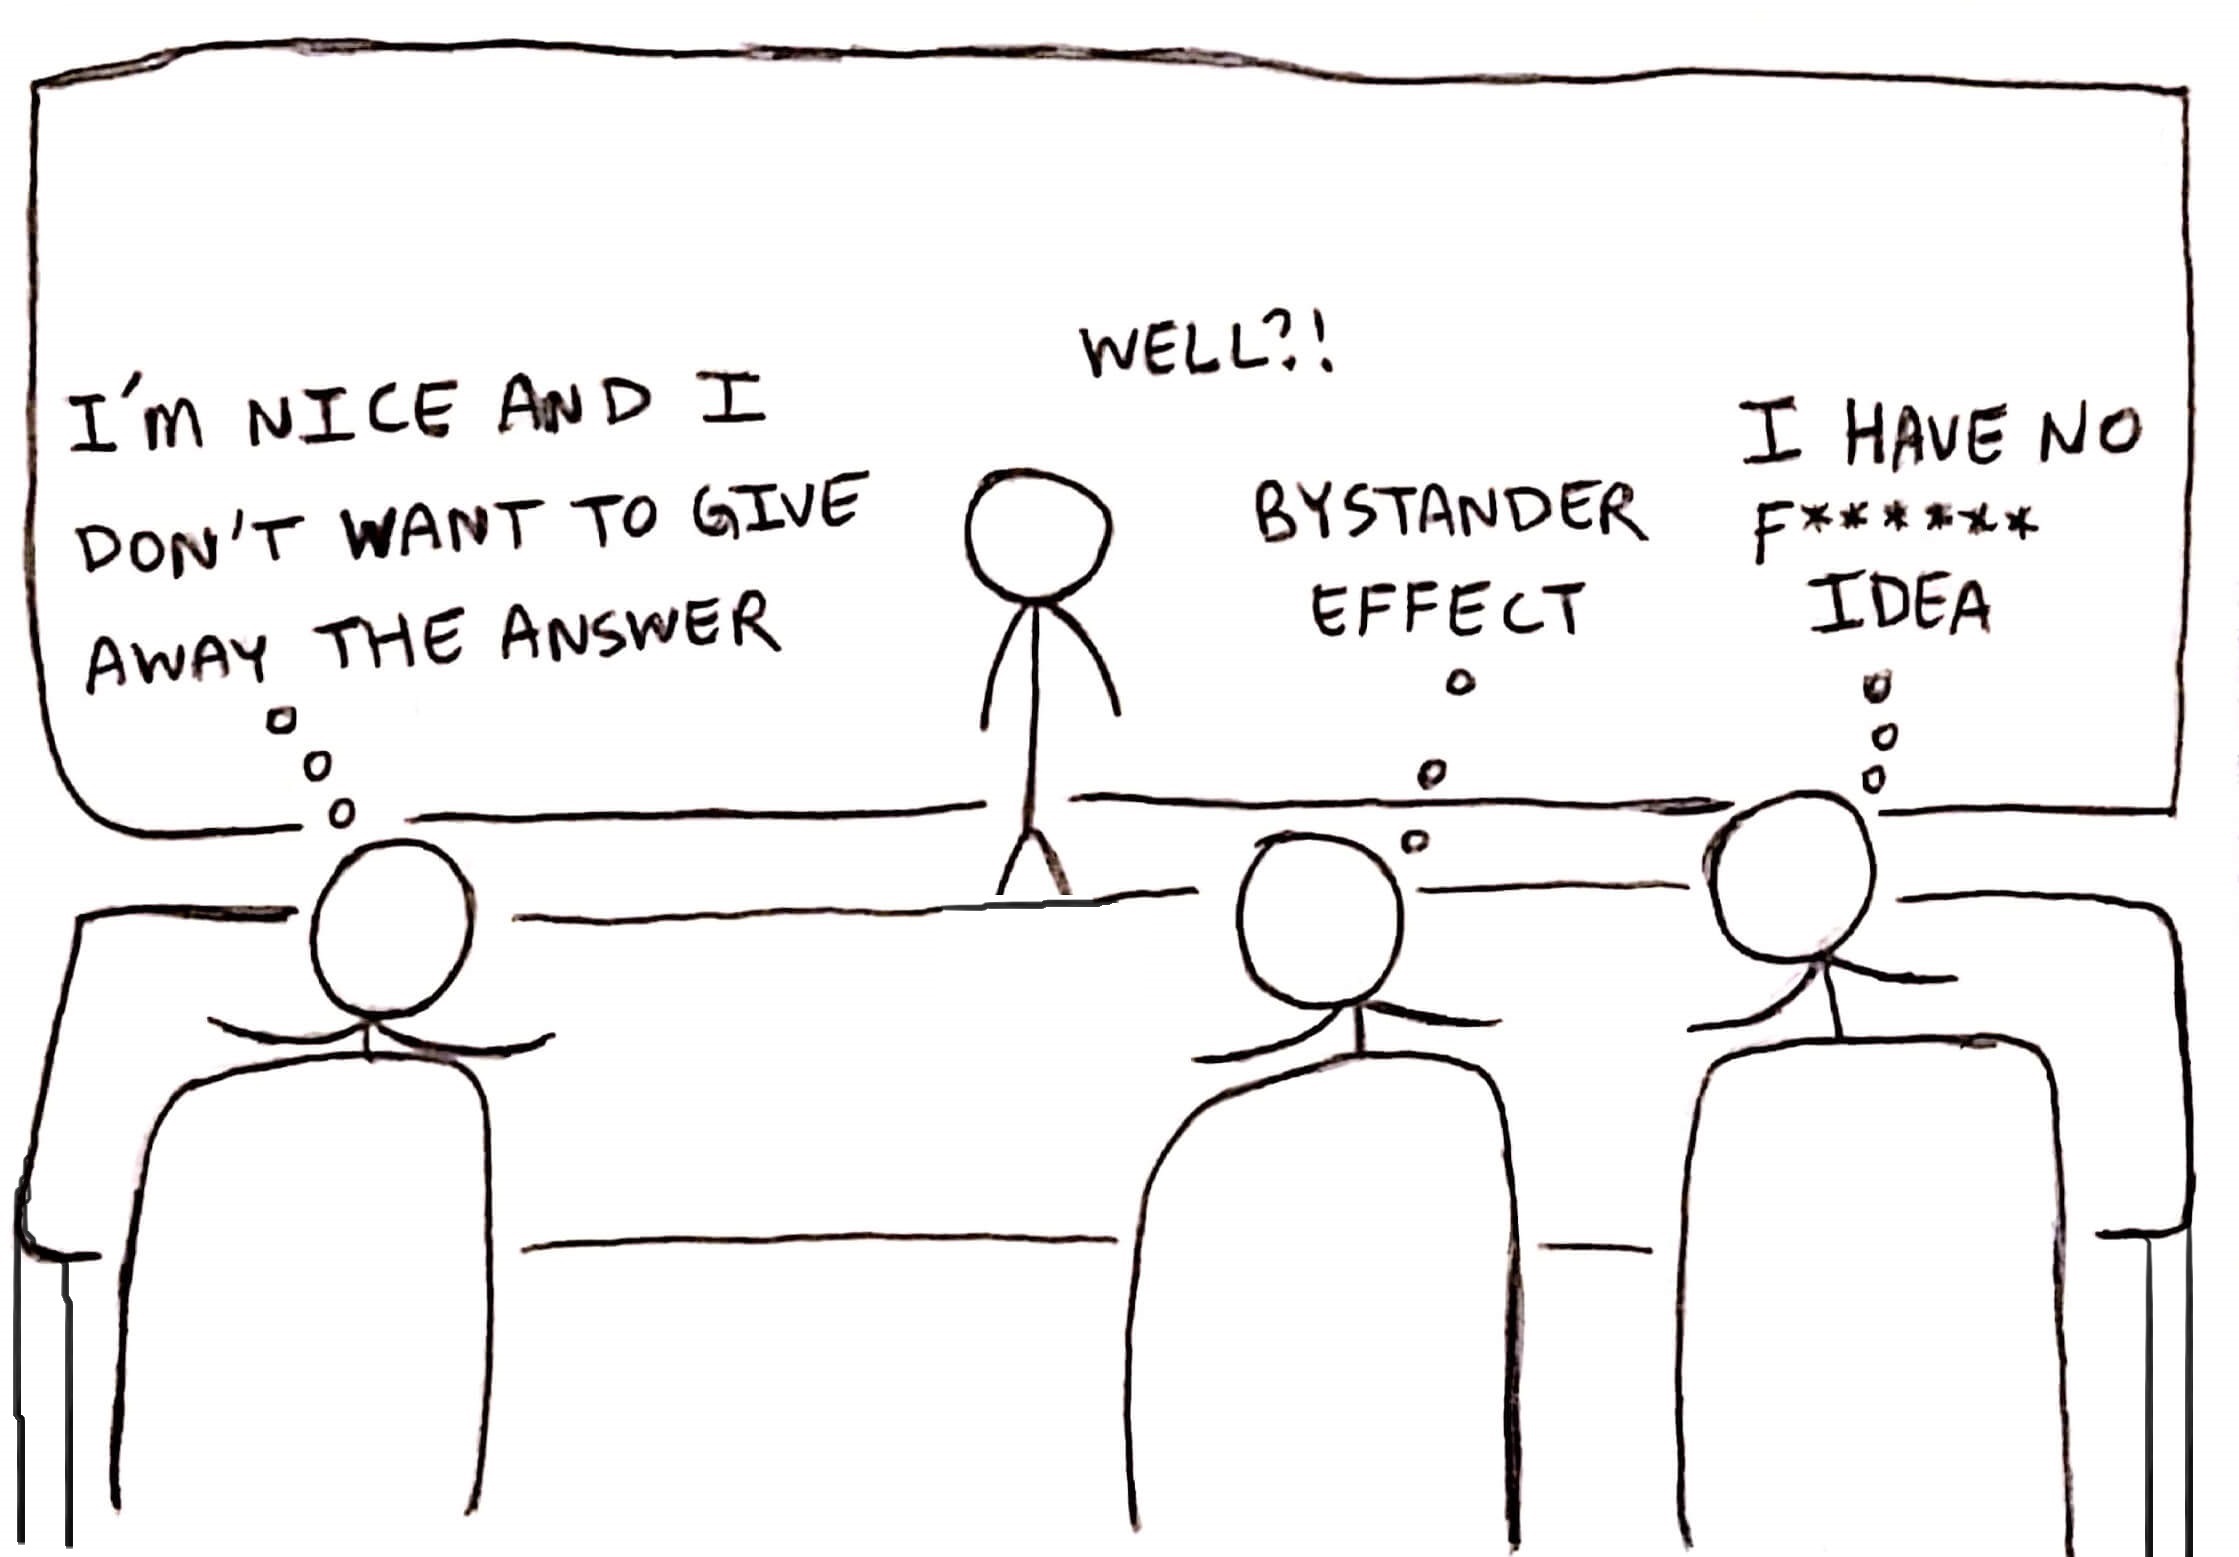 WELL?!
I'M NICE AND I
DON'T WANT TO GIVE
AWAY THE ANSWER
BYSTANDER
EFFECT
I HAVE NO
F******
IDEA